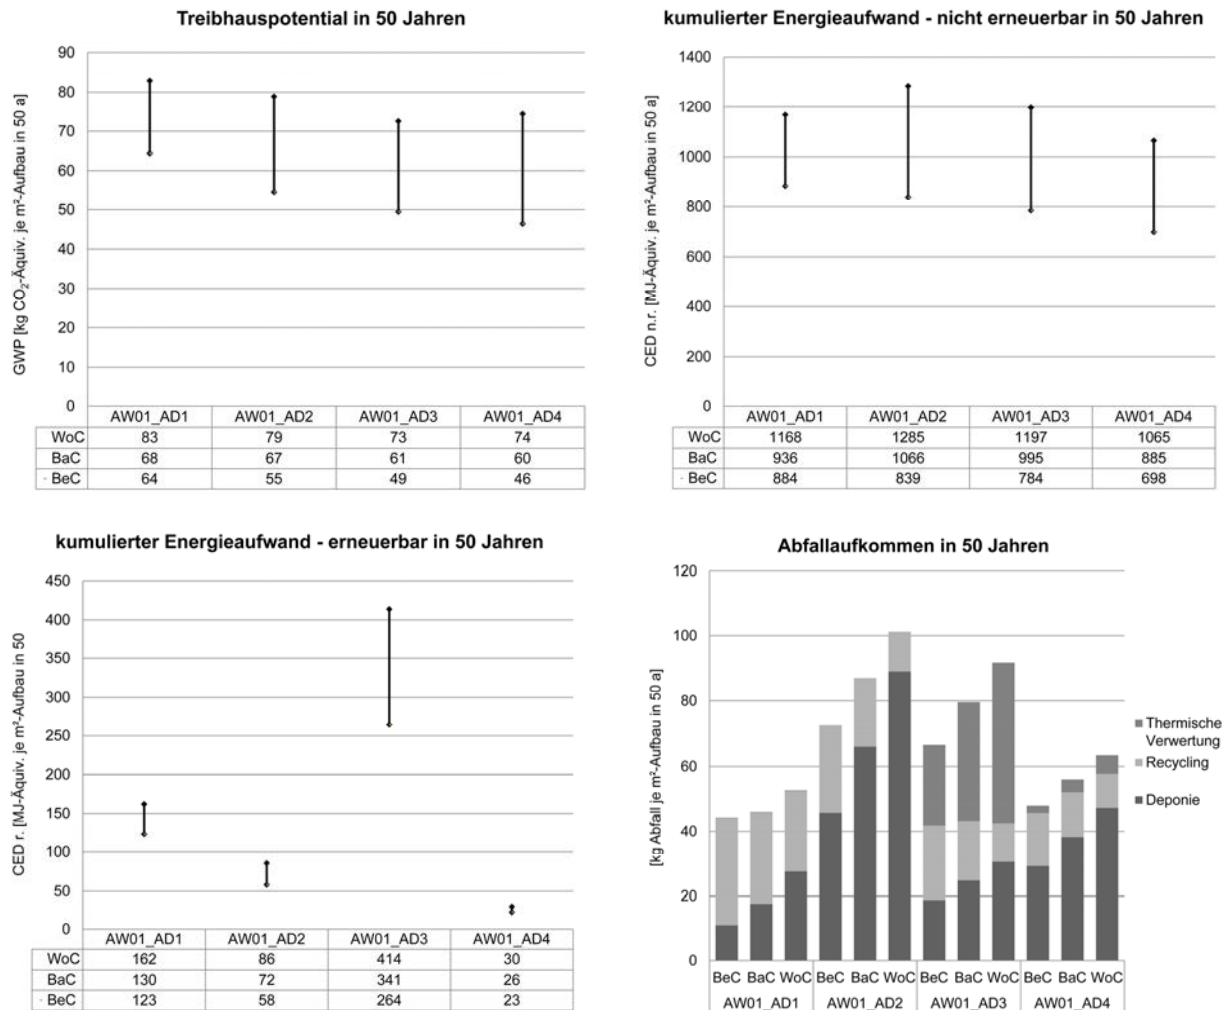 Treibhauspotential in 50 Jahren
GWP [kg CO₂-Äquiv. je m²-Aufbau in 50 a]
90
80
70
60
50
40
30
20
10
0
AW01_AD1 AW01_AD2 AW01_AD3 AW01_AD4
WoC 83 79 73 74
BaC 68 67 61 60
BeC 64 55 49 46
kumulierter Energieaufwand - nicht erneuerbar in 50 Jahren
CED n.r. [MJ-Äquiv. je m²-Aufbau in 50 a]
1400
1200
1000
800
600
400
200
0
AW01_AD1 AW01_AD2 AW01_AD3 AW01_AD4
WoC 1168 1285 1197 1065
BaC 936 1066 995 885
BeC 884 839 784 698
kumulierter Energieaufwand - erneuerbar in 50 Jahren
CED r. [MJ-Äquiv. je m²-Aufbau in 50
450
400
350
300
250
200
150
100
50
0
AW01_AD1 AW01_AD2 AW01_AD3 AW01_AD4
WoC 162 86 414 30
BaC 130 72 341 26
BeC 123 58 264 23
Abfallaufkommen in 50 Jahren
[kg Abfall je m²-Aufbau in 50 a]
120
100
80
60
40
20
0
BeC BaC WoC BeC BaC WoC BeC BaC WoC BeC BaC WoC
AW01_AD1 AW01_AD2 AW01_AD3 AW01_AD4
Thermische
Verwertung
Recycling
Deponie